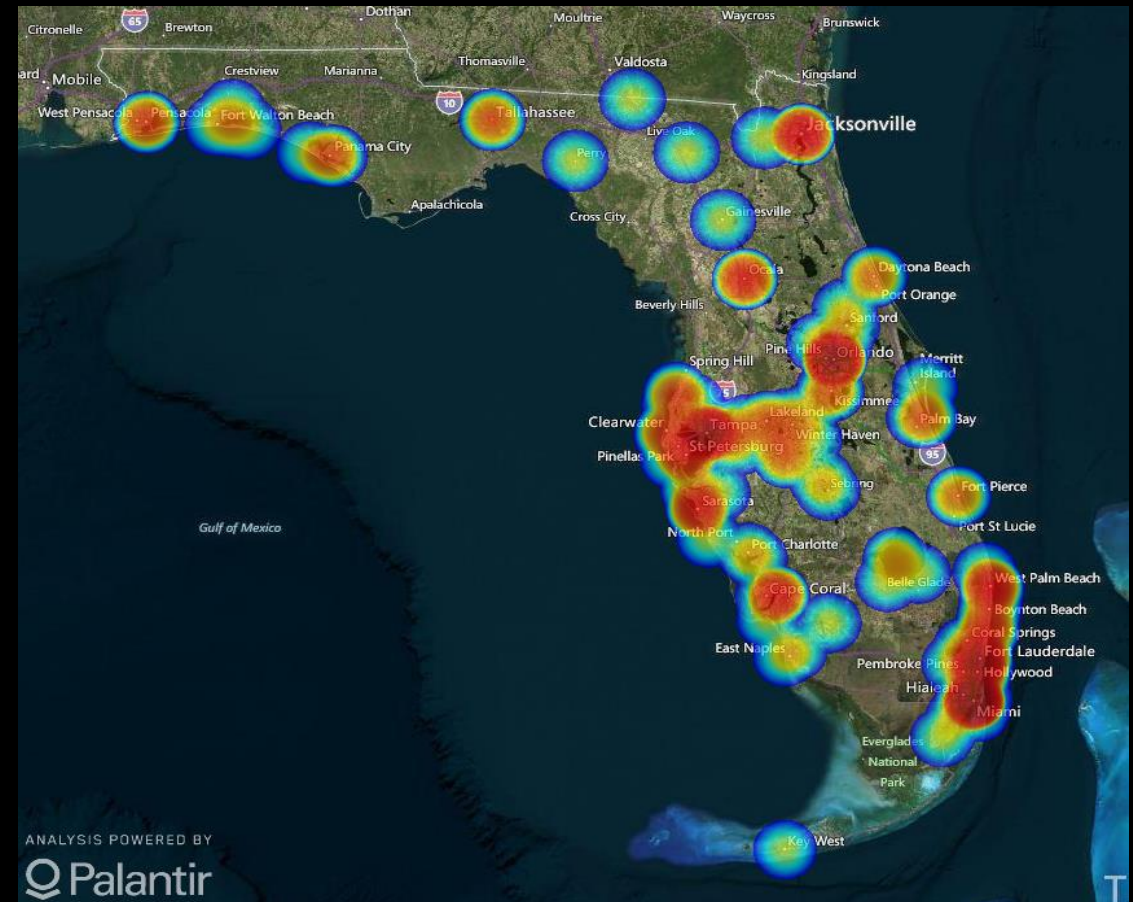 Dothan
Moultrie
Waycross
Citronelle
65
Brewton
Brunswick
Thomasville
Valdosta
Mobile
Crestview
Marianna
Kingsland
10
West Pensacola
Pensacola
Fort Walton Beach
Tallahassee
Jacksonville
Live Oak
Panama City
Perry
Apalachicola
Cross City
Gainesville
Ocala
Daytona Beach
Port Orange
Beverly Hills
Sanford
Pine Hills
Orlando
Spring Hill
Merritt
Island
Kissimmee
Lakeland
Clearwater
Tampa
Palm Bay
Winter Haven
St Petersburg
Pinellas Park
95
Sebring
Fort Pierce
Sarasota
Gulf of Mexico
Port St Lucie
North Port
Port Charlotte
West Palm Beach
Belle Glade
Cape Coral
Boynton Beach
Coral Springs
East Naples
Fort Lauderdale
Pembroke Pines
Hollywood
Hialeah
Miami
Everglades
National
Park
Key West
ANALYSIS POWERED BY
Palantir